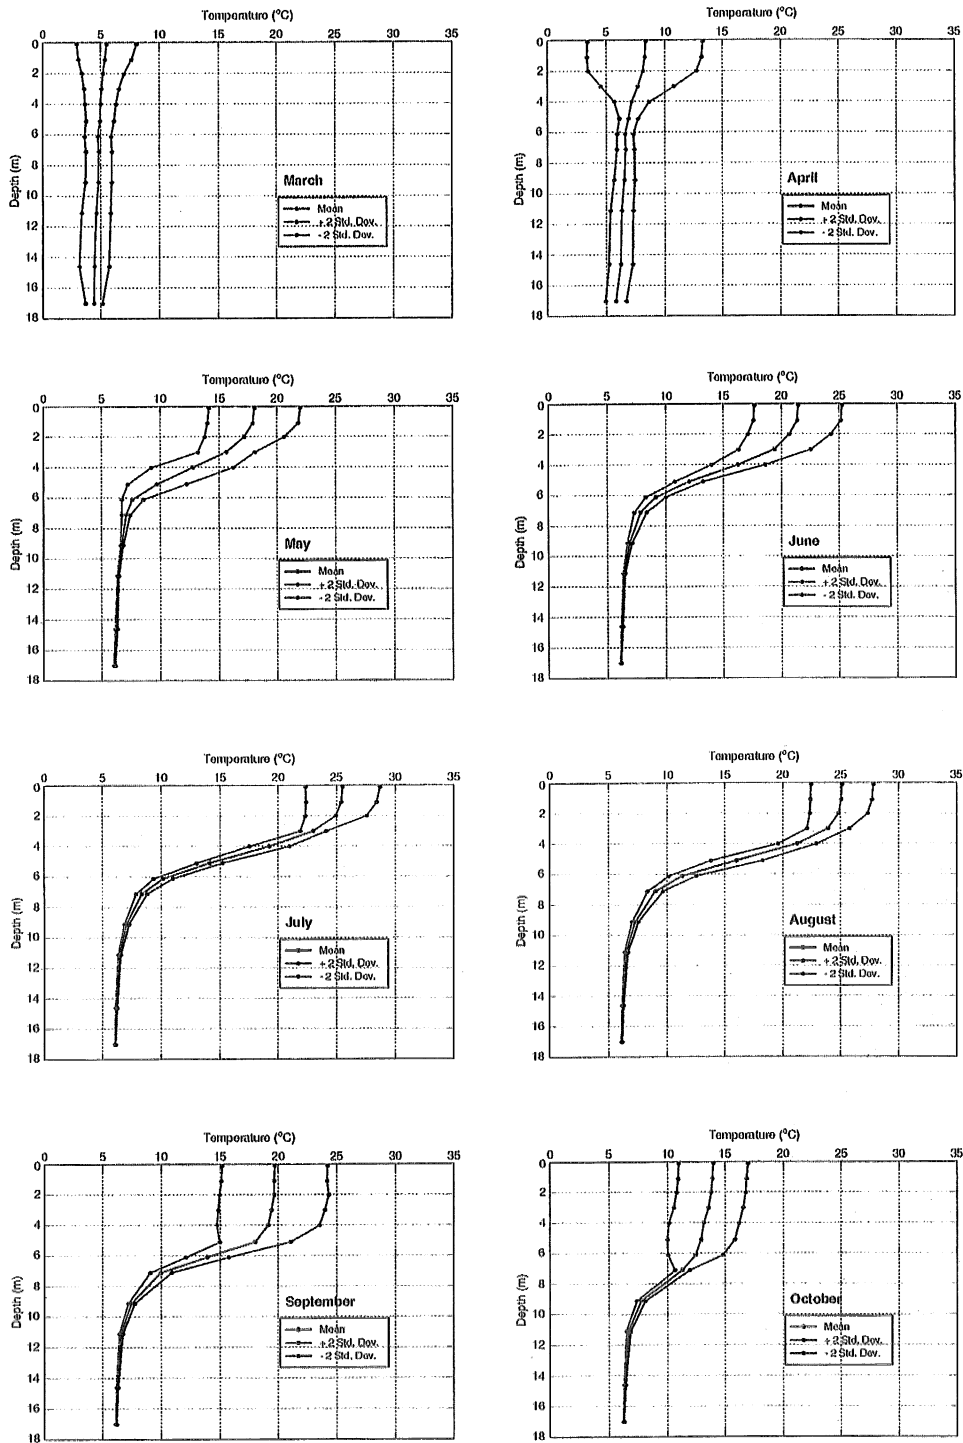 Temperature (°C)
0 5 10 15 20 25 30 35
0
2
4
6
8
10
12
14
16
18
Depth (m)
March
Mean
+2 Std. Dev.
-2 Std. Dev.
Temperature (°C)
0 5 10 15 20 25 30 35
0
2
4
6
8
10
12
14
16
18
Depth (m)
April
Mean
+2 Std. Dev.
-2 Std. Dev.
Temperature (°C)
0 5 10 15 20 25 30 35
0
2
4
6
8
10
12
14
16
18
Depth (m)
May
Mean
+2 Std. Dev.
-2 Std. Dev.
Temperature (°C)
0 5 10 15 20 25 30 35
0
2
4
6
8
10
12
14
16
18
Depth (m)
June
Mean
+2 Std. Dev.
-2 Std. Dev.
Temperature (°C)
0 5 10 15 20 25 30 35
0
2
4
6
8
10
12
14
16
18
Depth (m)
July
Mean
+2 Std. Dev.
-2 Std. Dev.
Temperature (°C)
0 5 10 15 20 25 30 35
0
2
4
6
8
10
12
14
16
18
Depth (m)
August
Mean
+2 Std. Dev.
-2 Std. Dev.
Temperature (°C)
0 5 10 15 20 25 30 35
0
2
4
6
8
10
12
14
16
18
Depth (m)
September
Mean
+2 Std. Dev.
-2 Std. Dev.
Temperature (°C)
0 5 10 15 20 25 30 35
0
2
4
6
8
10
12
14
16
18
Depth (m)
October
Mean
+2 Std. Dev.
-2 Std. Dev.